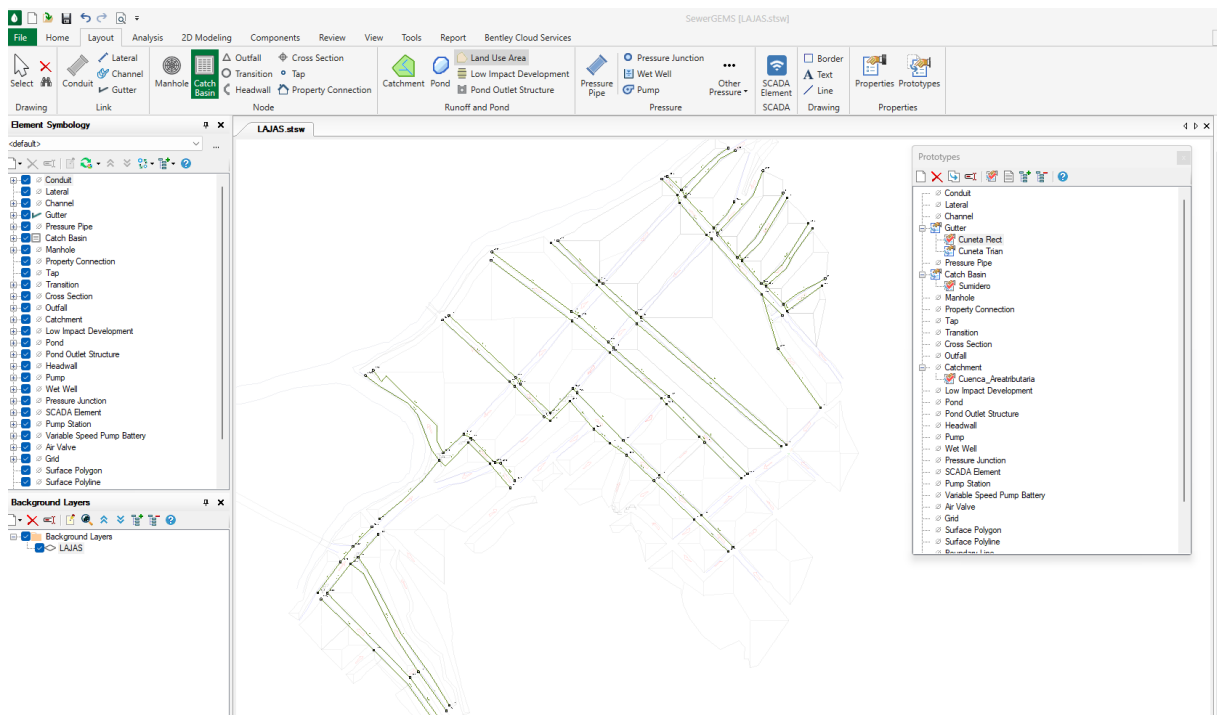 SewerGEMS [LAJAS.stsw]
File Home Layout Analysis 2D Modeling Components Review View Tools Report Bentley Cloud Services
Select
Drawing
Conduit
Lateral
Channel
Gutter
Link
Manhole
Catch Basin
Outfall
Transition
Headwall
Cross Section
Tap
Property Connection
Node
Catchment
Pond
Land Use Area
Low Impact Development
Pond Outlet Structure
Runoff and Pond
Pressure Pipe
Pressure Junction
Wet Well
Pump
Other Pressure
Pressure
SCADA Element
SCADA
Border
Text
Line
Drawing
Properties
Prototypes
Properties
Element Symbology
<default>
...
Conduit
Lateral
Channel
Gutter
Pressure Pipe
Catch Basin
Manhole
Property Connection
Tap
Transition
Cross Section
Outfall
Catchment
Low Impact Development
Pond
Pond Outlet Structure
Headwall
Pump
Wet Well
Pressure Junction
SCADA Element
Pump Station
Variable Speed Pump Battery
Air Valve
Grid
Surface Polygon
Surface Polyline
Background Layers
Background Layers
LAJAS
LAJAS.stsw
Prototypes
Conduit
Lateral
Channel
Gutter
Cuneta Rect
Cuneta Trian
Pressure Pipe
Catch Basin
Sumidero
Manhole
Property Connection
Tap
Transition
Cross Section
Outfall
Catchment
Cuenca_Areatributaria
Low Impact Development
Pond
Pond Outlet Structure
Headwall
Pump
Wet Well
Pressure Junction
SCADA Element
Pump Station
Variable Speed Pump Battery
Air Valve
Grid
Surface Polygon
Surface Polyline
Boundary Line